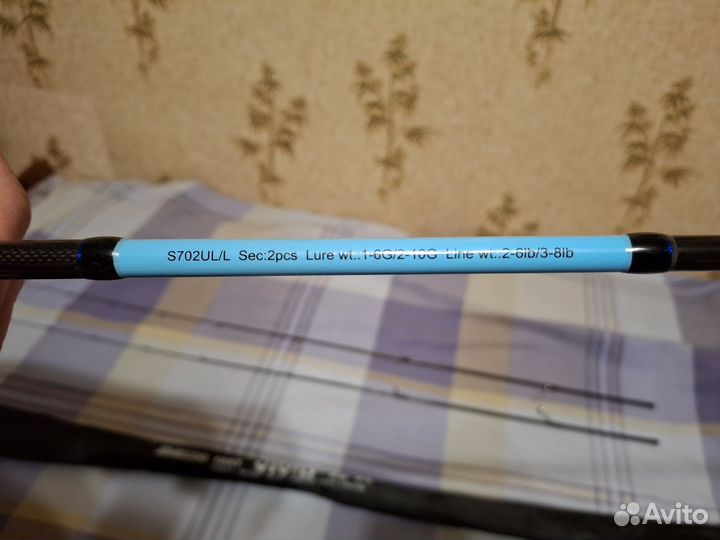 S702UL/L Sec:2pcs Lure wt..1-6G/2-10G Line wt..2-6lb/3-8lb
Avito